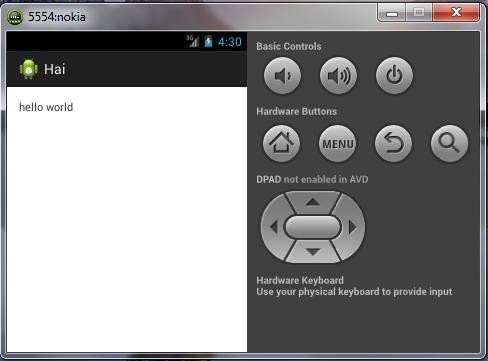 5554:nokia
3G 4:30
Hai
hello world
Basic Controls
Hardware Buttons
MENU
DPAD not enabled in AVD
Hardware Keyboard
Use your physical keyboard to provide input